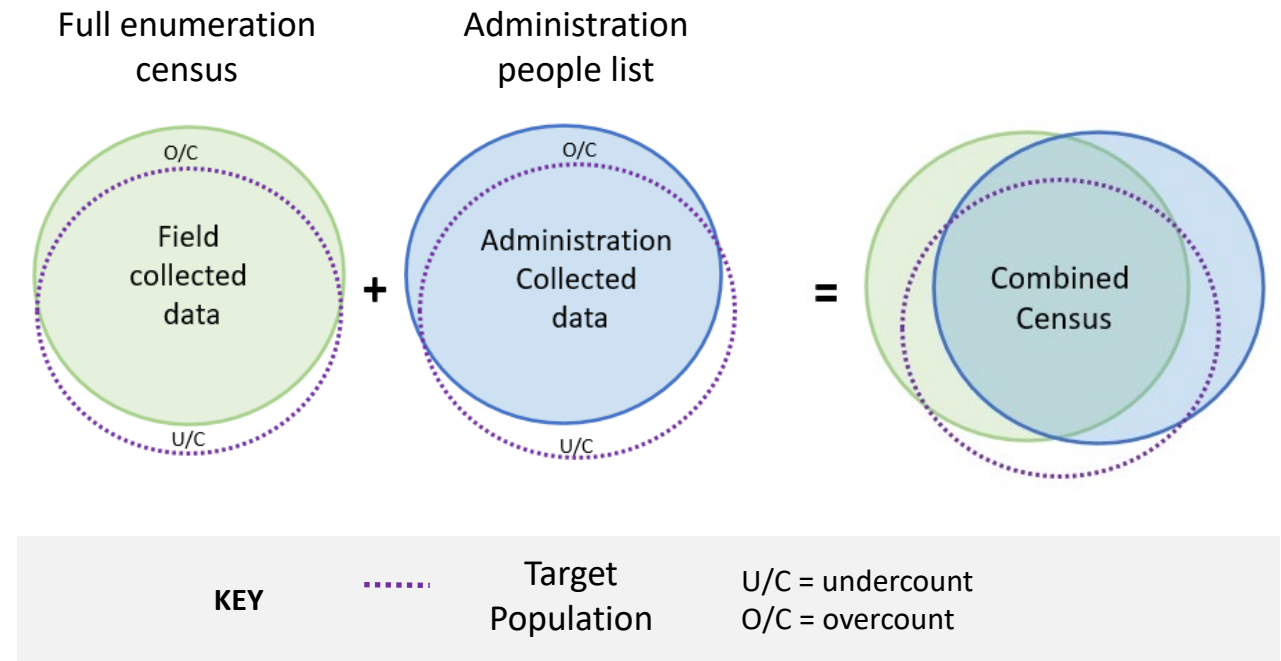 Full enumeration
census
Administration
people list
O/C
Field
collected
data
U/C
+
O/C
Administration
Collected
data
U/C
=
Combined
Census
KEY
Target
Population
U/C = undercount
O/C = overcount